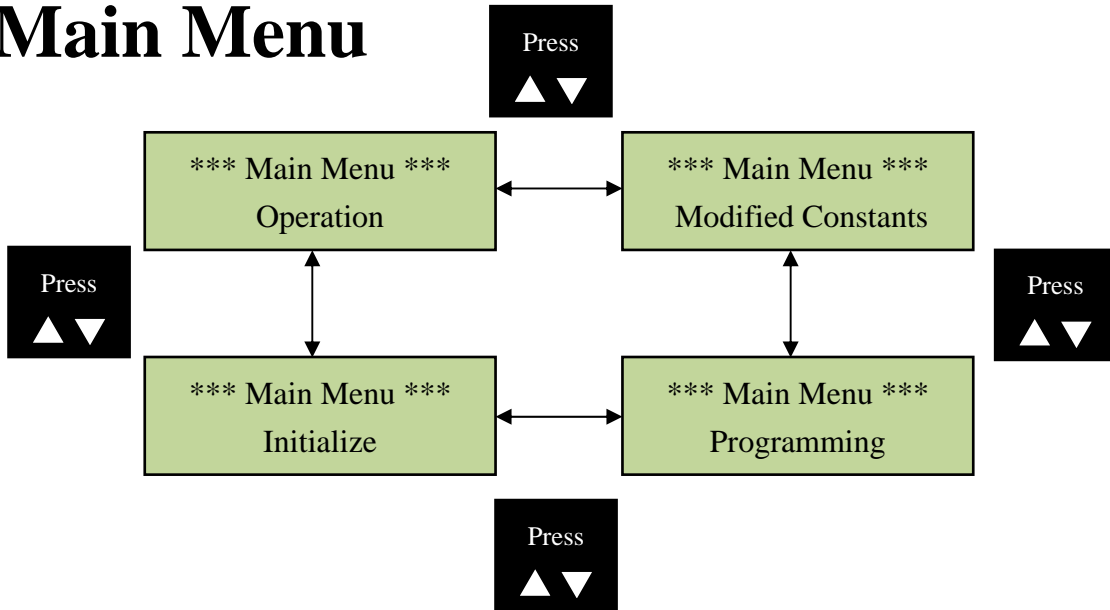 Main Menu
Press
*** Main Menu ***
Operation
*** Main Menu ***
Modified Constants
Press
Press
*** Main Menu ***
Initialize
*** Main Menu ***
Programming
Press